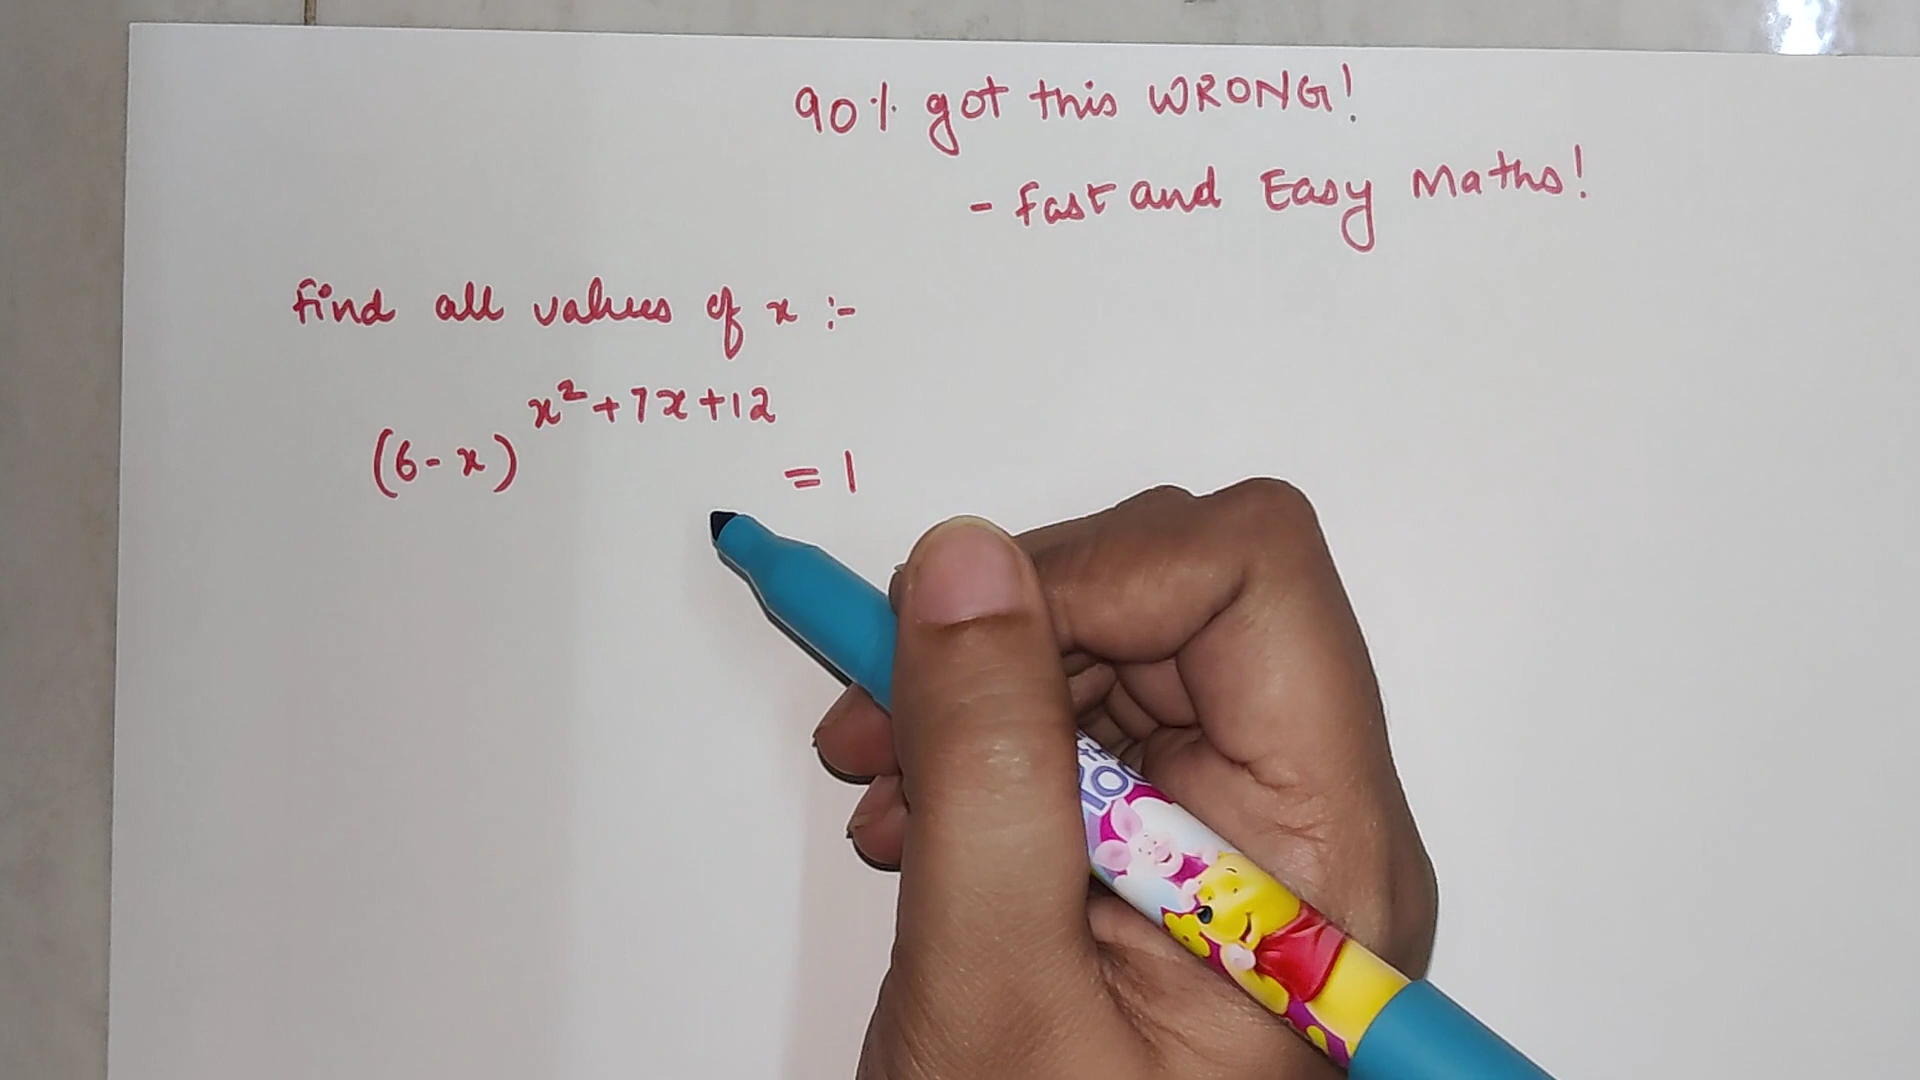 90% got this WRONG!
- Fast and Easy Maths!
Find all values of x :-
(6-x)^x²+7x+12 = 1